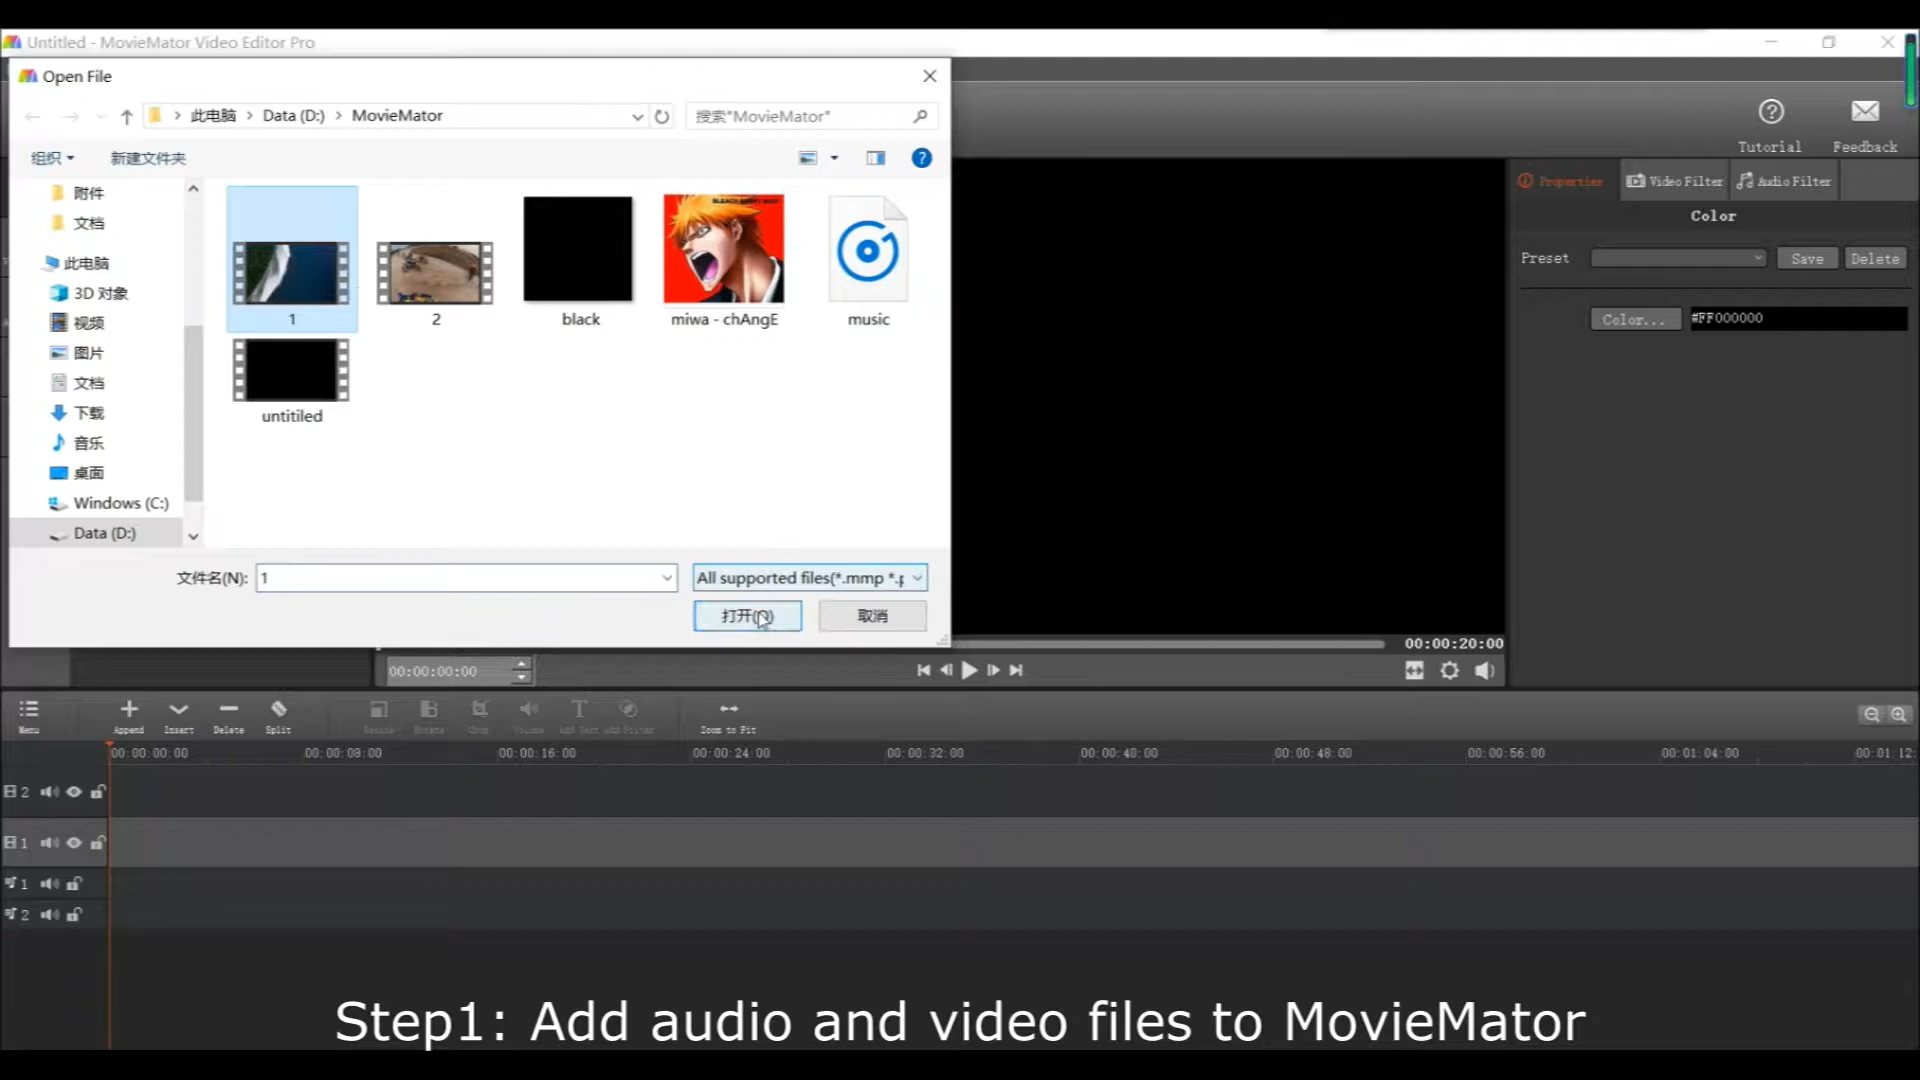 Untitled - MovieMator Video Editor Pro
Open File
此电脑 > Data (D:) > MovieMator
搜索"MovieMator"
组织
新建文件夹
Tutorial
Feedback
附件
文档
此电脑
3D 对象
视频
图片
文档
下载
音乐
桌面
Windows (C:)
Data (D:)
1
2
black
miwa - chAngE
music
untitiled
文件名(N):
1
All supported files(*.mmp *.p
打开(O)
取消
Properties
Video Filter
Audio Filter
Color
Preset
Save
Delete
Color...
#FF000000
00:00:20:00
00:00:00:00
Menu
Append
Insert
Delete
Split
Resize
Rotate
Crop
Volume
Add Text
Add Filter
Zoom to Fit
00:00:00:00 00:00:08:00 00:00:16:00 00:00:24:00 00:00:32:00 00:00:40:00 00:00:48:00 00:00:56:00 00:01:04:00 00:01:12:
2
1
1
2
Step1: Add audio and video files to MovieMator